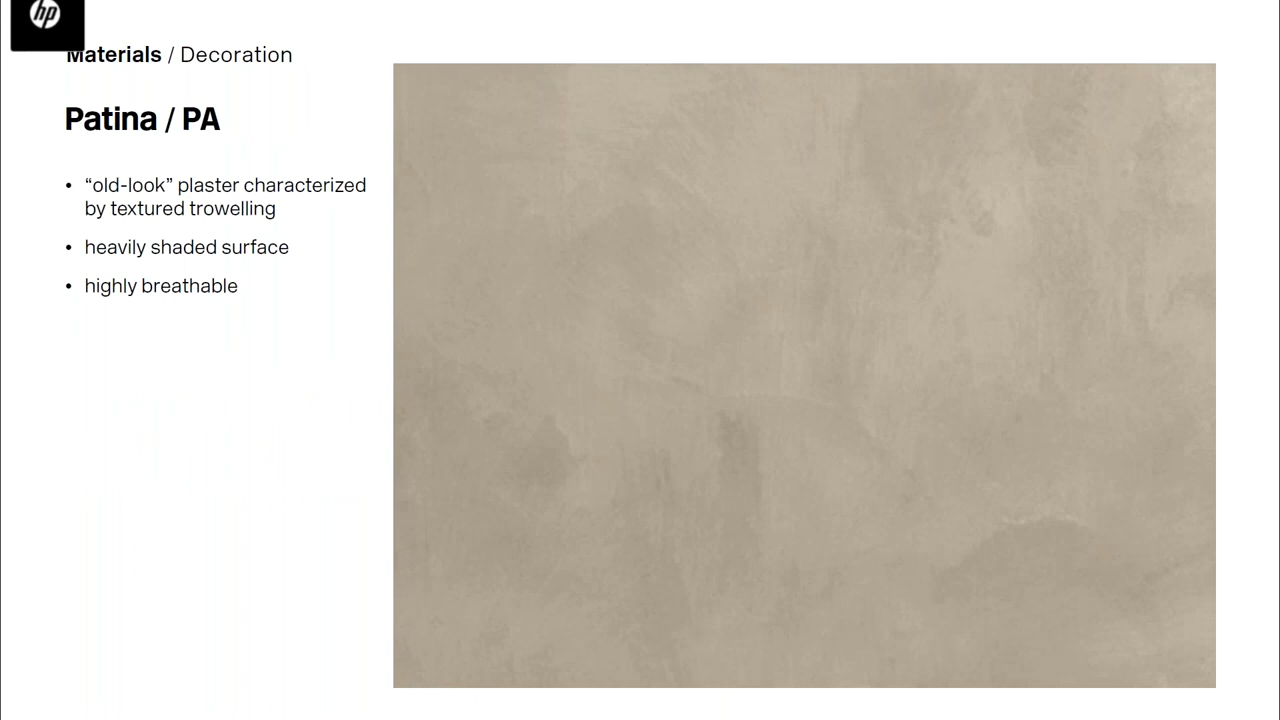 hp
Materials / Decoration
Patina / PA
• “old-look” plaster characterized
by textured trowelling
• heavily shaded surface
• highly breathable